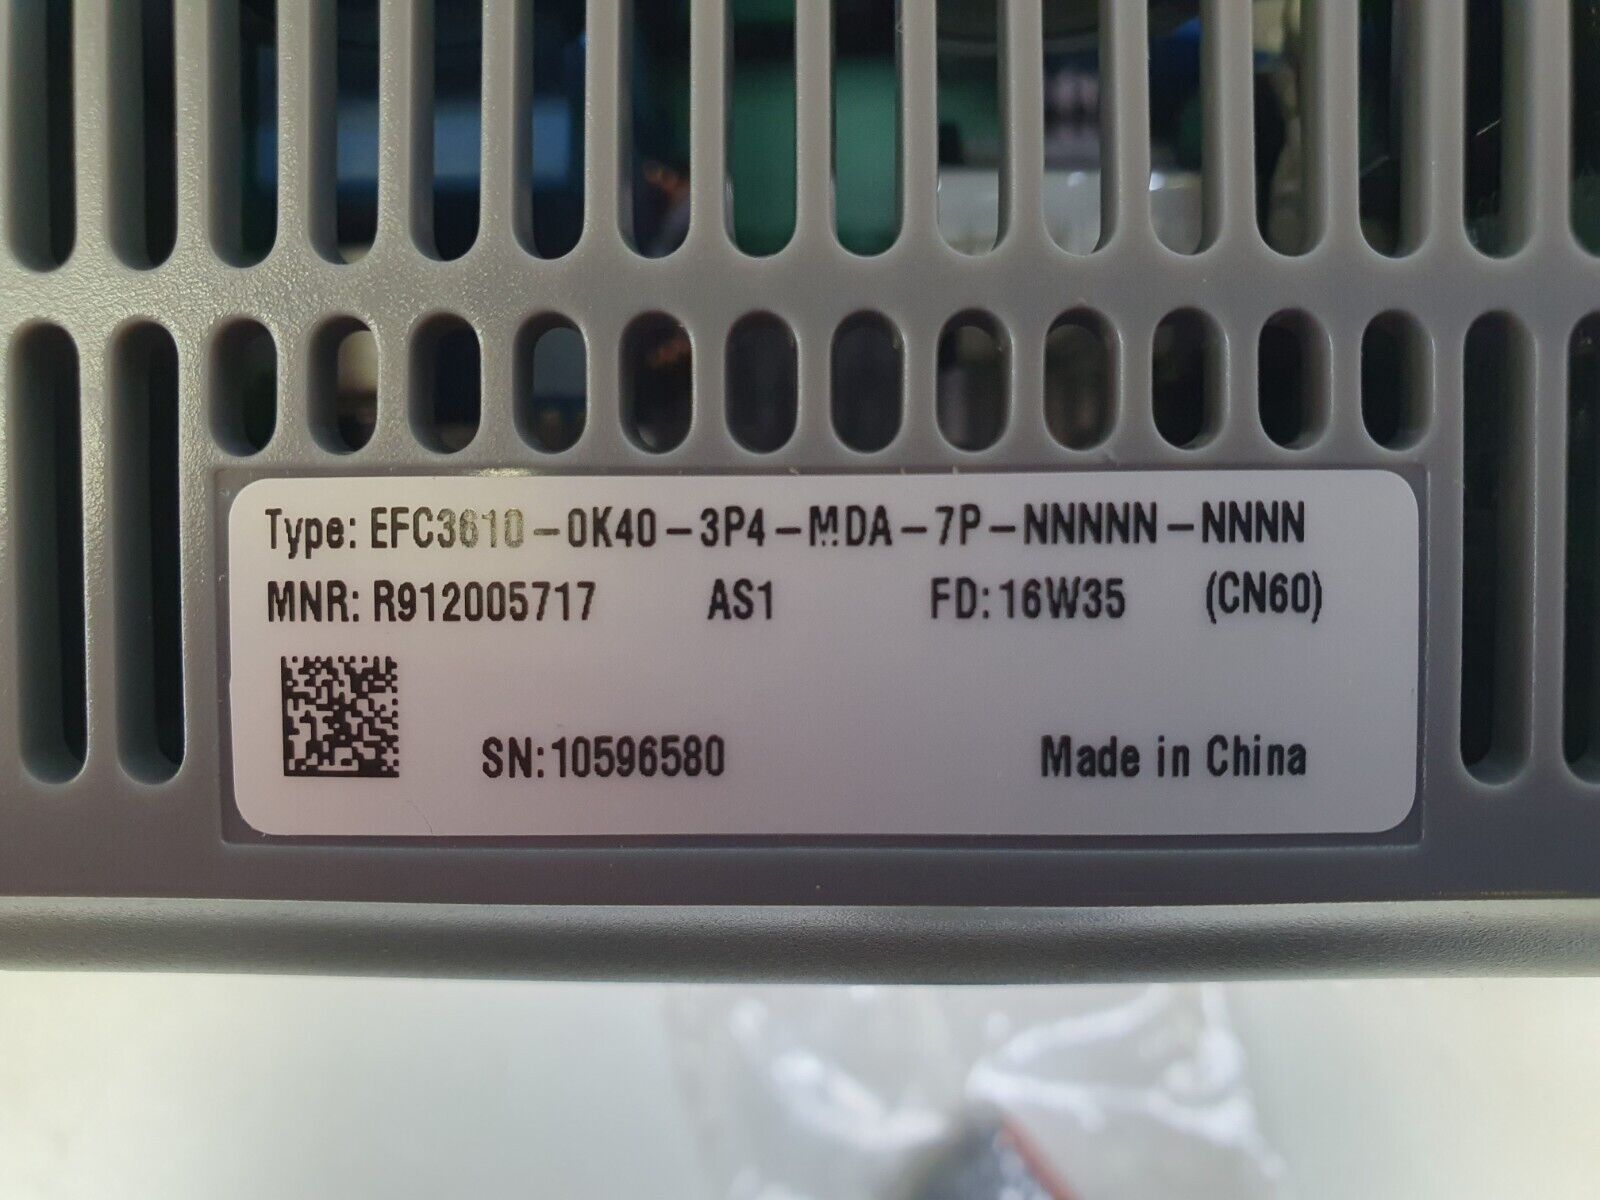 Type: EFC3610-0K40-3P4-MDA-7P-NNNNN-NNNN
MNR: R912005717 AS1 FD: 16W35 (CN60)
SN: 10596580 Made in China